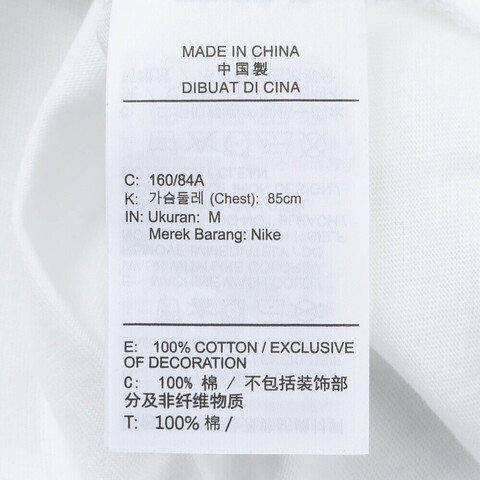 MADE IN CHINA
中国製
DIBUAT DI CINA
C: 160/84A
K: 가슴둘레 (Chest): 85cm
IN: Ukuran: M
Merek Barang: Nike
E: 100% COTTON / EXCLUSIVE
OF DECORATION
C: 100% 棉 / 不包括装饰部
分及非纤维物质
T: 100% 棉 /